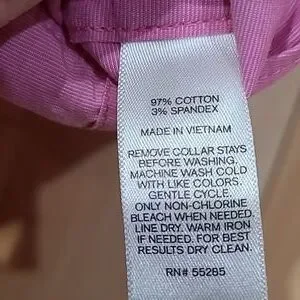 97% COTTON
3% SPANDEX
MADE IN VIETNAM
REMOVE COLLAR STAYS
BEFORE WASHING.
MACHINE WASH COLD
WITH LIKE COLORS.
GENTLE CYCLE.
ONLY NON-CHLORINE
BLEACH WHEN NEEDED.
LINE DRY. WARM IRON
IF NEEDED. FOR BEST
RESULTS DRY CLEAN.
RN# 55285